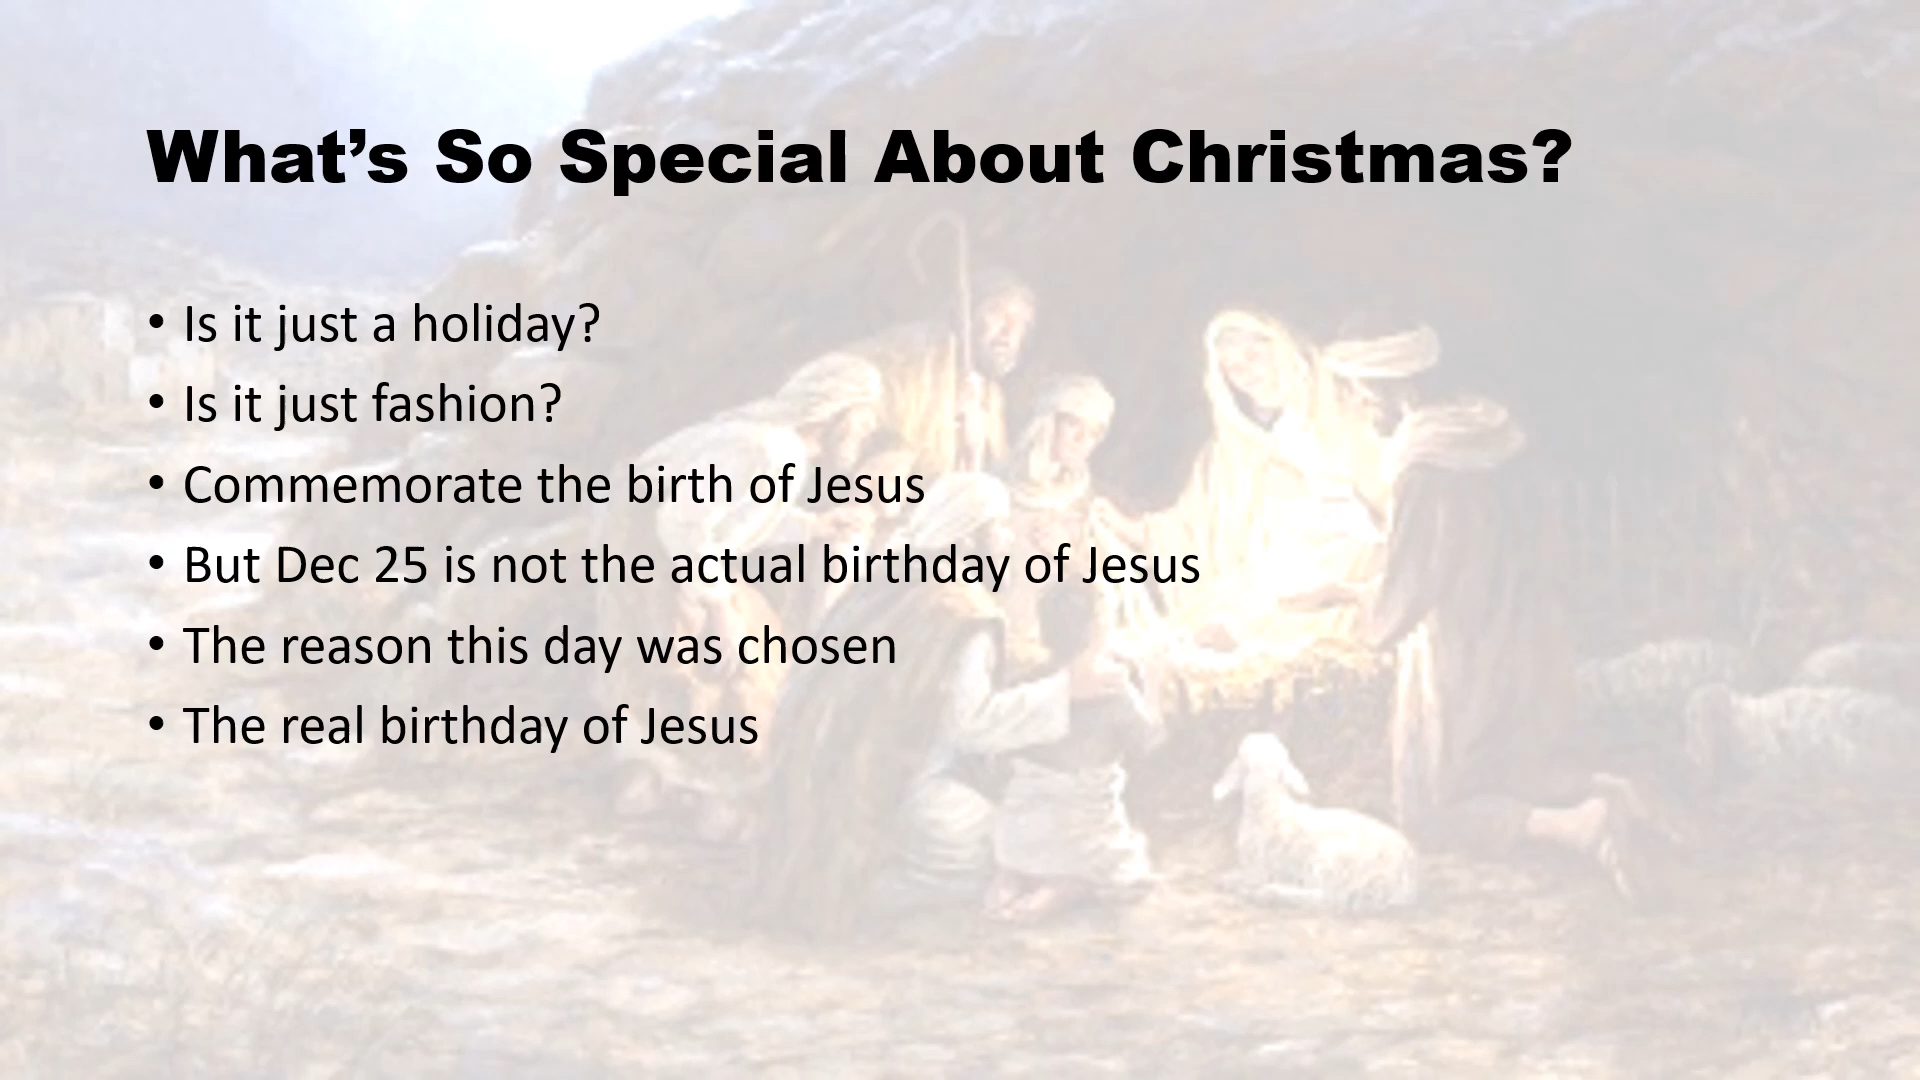 What’s So Special About Christmas?
• Is it just a holiday?
• Is it just fashion?
• Commemorate the birth of Jesus
• But Dec 25 is not the actual birthday of Jesus
• The reason this day was chosen
• The real birthday of Jesus